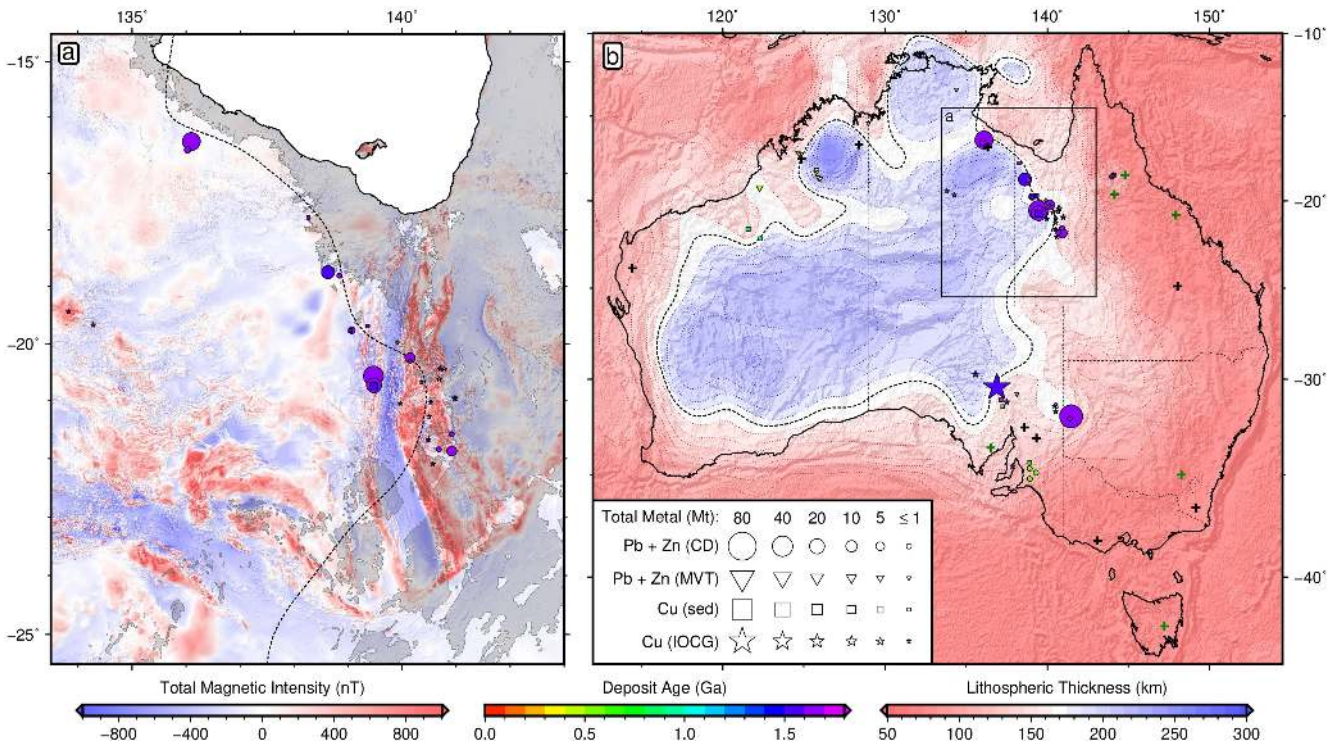 135˚ 140˚
120˚ 130˚ 140˚ 150˚
a
−15˚
−20˚
−25˚
b
−10˚
−20˚
−30˚
−40˚
a
Total Metal (Mt): 80 40 20 10 5 ≤ 1
Pb + Zn (CD)
Pb + Zn (MVT)
Cu (sed)
Cu (IOCG)
Total Magnetic Intensity (nT)
−800 −400 0 400 800
Deposit Age (Ga)
0.0 0.5 1.0 1.5
Lithospheric Thickness (km)
50 100 150 200 250 300